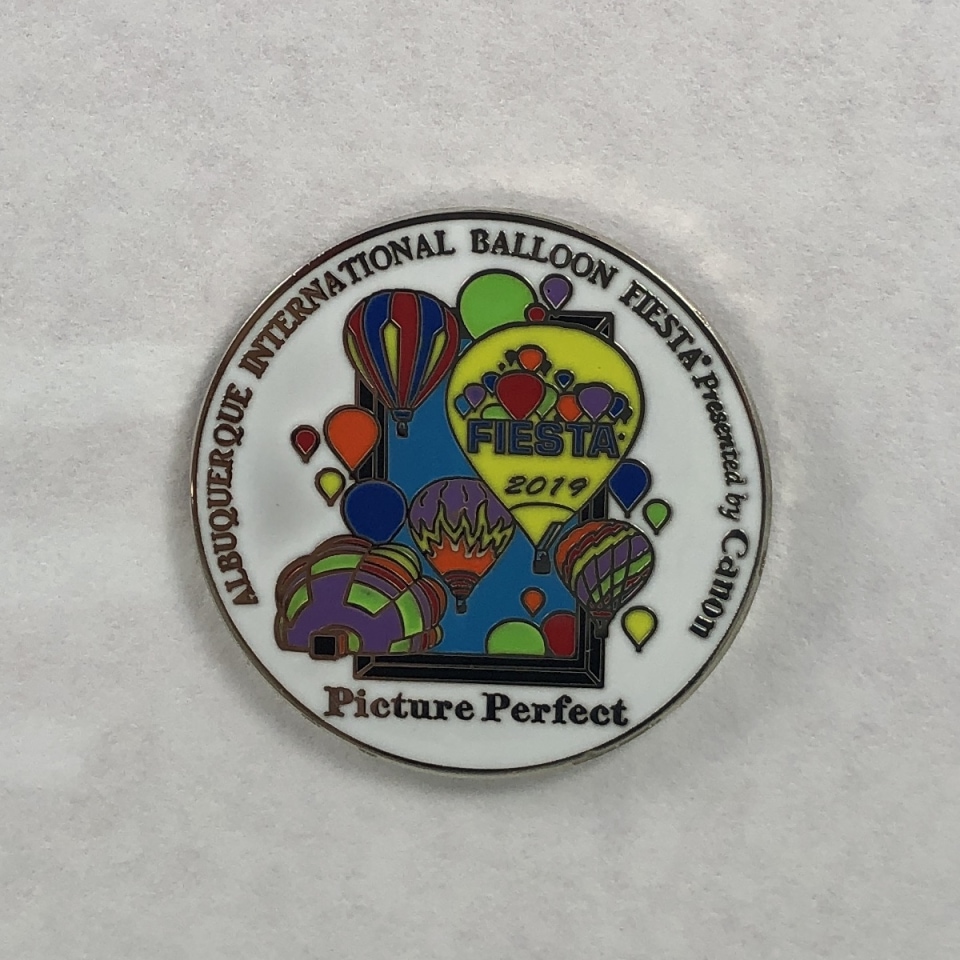 ALBUQUERQUE INTERNATIONAL BALLOON FIESTA® Presented by Canon
FIESTA
2019
Picture Perfect